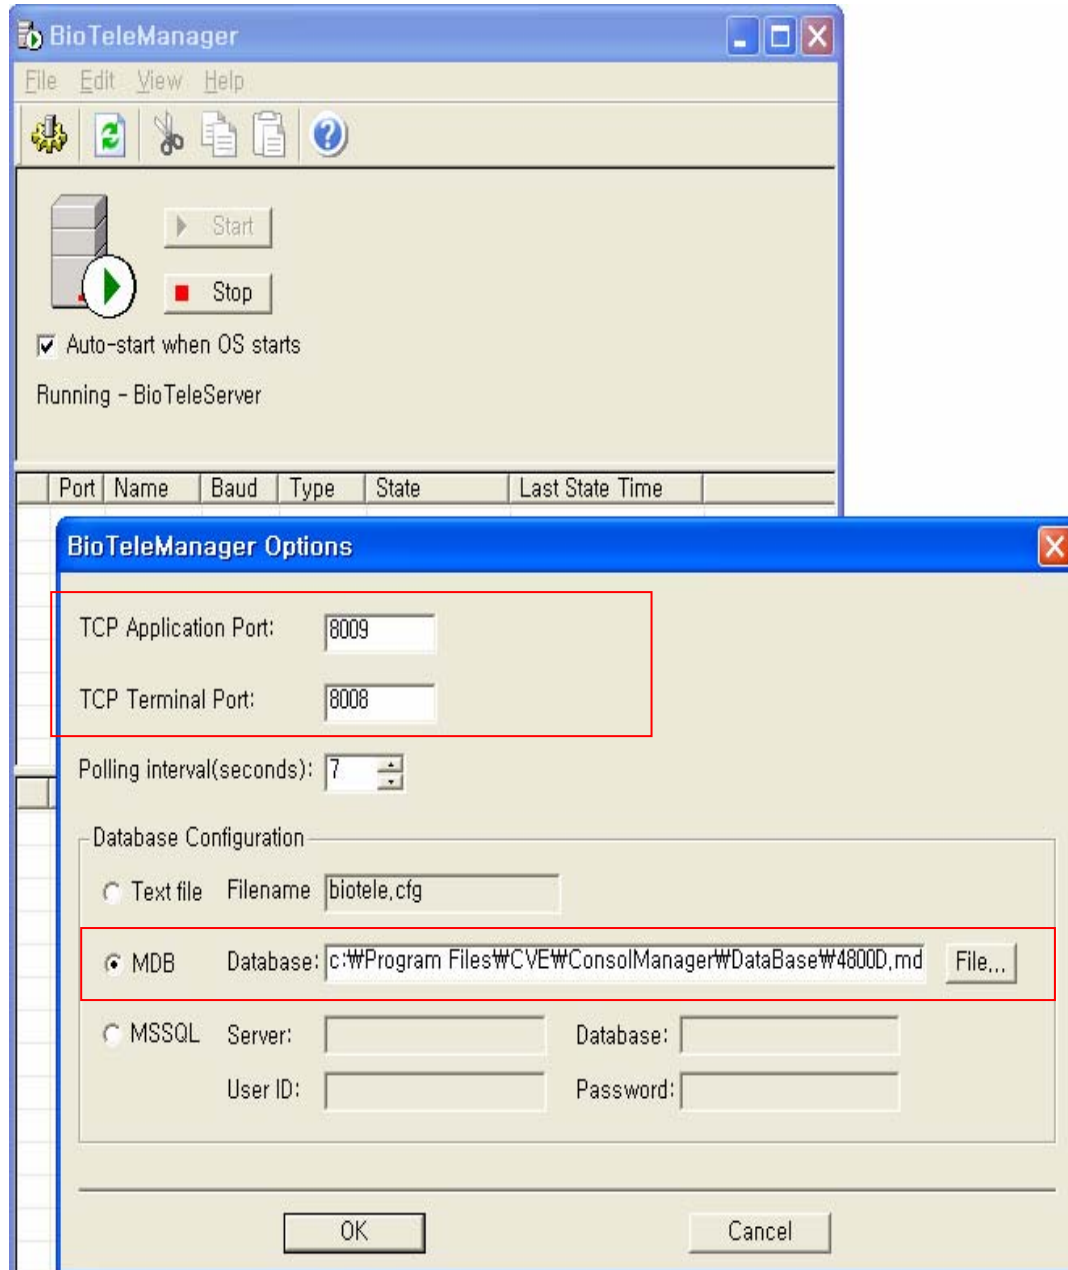 BioTeleManager
File Edit View Help
Start
Stop
Auto-start when OS starts
Running - BioTeleServer
Port Name Baud Type State Last State Time
BioTeleManager Options
TCP Application Port: 8009
TCP Terminal Port: 8008
Polling interval(seconds): 7
Database Configuration
Text file Filename biotele,cfg
MDB Database: c:₩Program Files₩CVE₩ConsolManager₩DataBase₩4800D,md File,,,
MSSQL Server: Database:
User ID: Password:
OK Cancel